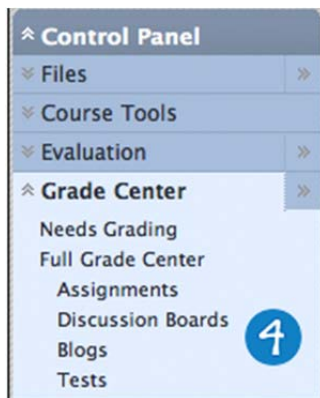 Control Panel
Files
Course Tools
Evaluation
Grade Center
Needs Grading
Full Grade Center
Assignments
Discussion Boards
4
Blogs
Tests